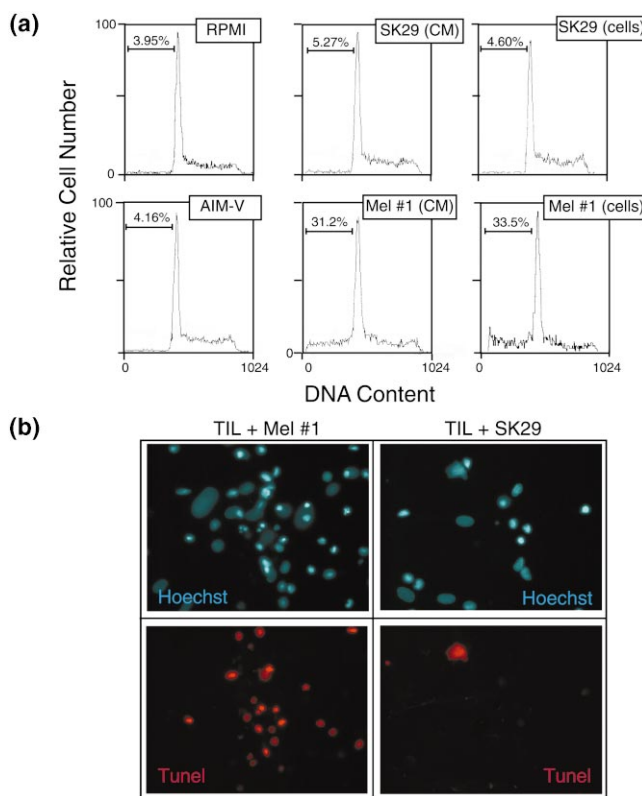 (a)
RPMI
SK29 (CM)
SK29 (cells)
100
3.95%
5.27%
4.60%
0
Relative Cell Number
100
AIM-V
Mel #1 (CM)
Mel #1 (cells)
4.16%
31.2%
33.5%
0
0 1024 0 1024 0 1024
DNA Content
(b)
TIL + Mel #1 TIL + SK29
Hoechst Hoechst
Tunel Tunel